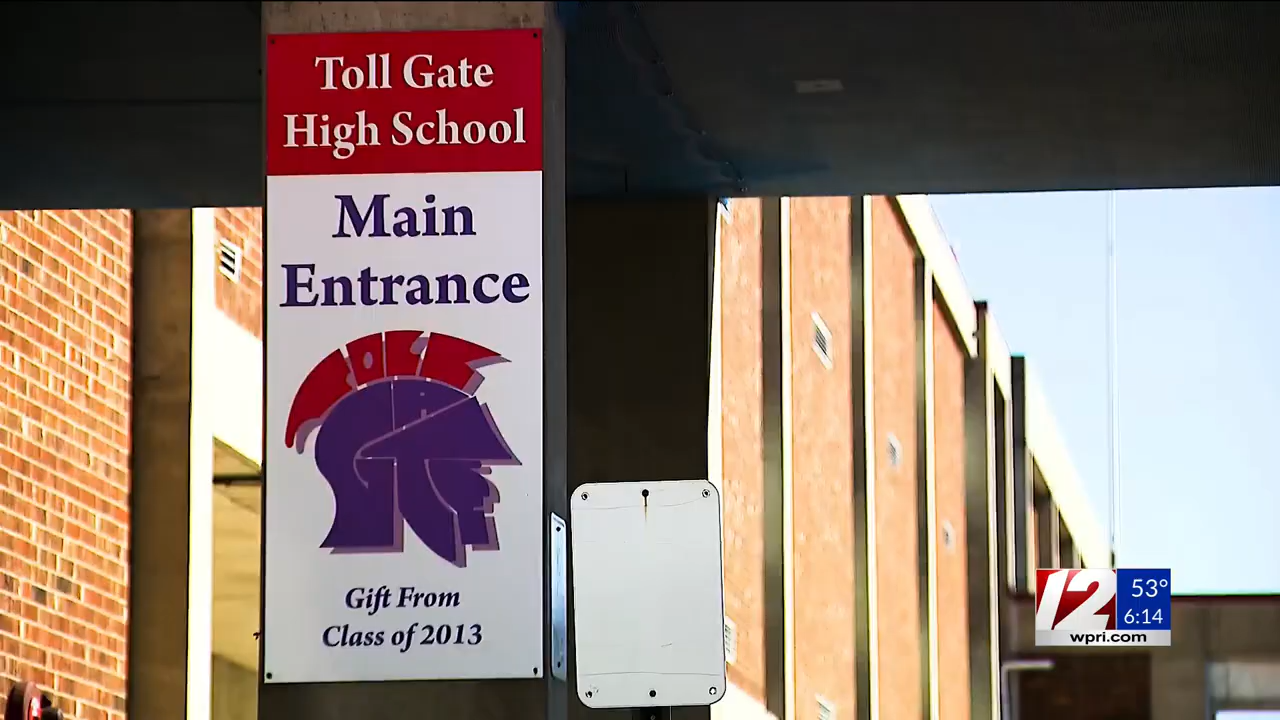 Toll Gate
High School
Main
Entrance
Gift From
Class of 2013
12
53°
6:14
wpri.com